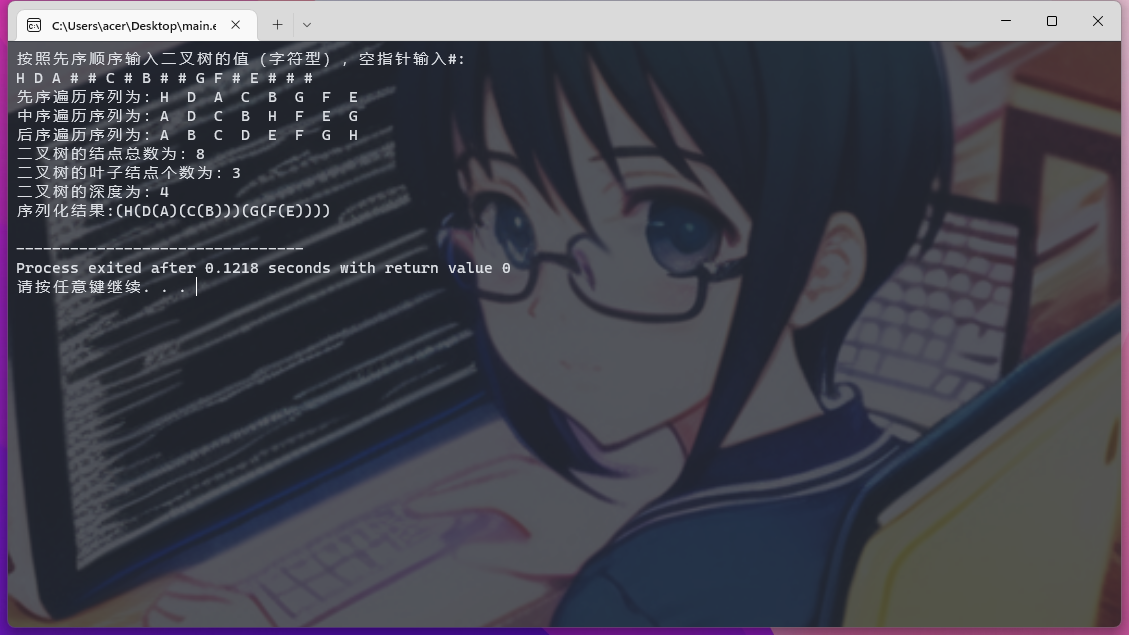 C:\Users\acer\Desktop\main.e
按照先序顺序输入二叉树的值（字符型），空指针输入#:
H D A # # C # B # # G F # E # # #
先序遍历序列为: H D A C B G F E
中序遍历序列为: A D C B H F E G
后序遍历序列为: A B C D E F G H
二叉树的结点总数为: 8
二叉树的叶子结点个数为: 3
二叉树的深度为: 4
序列化结果:(H(D(A)(C(B)))(G(F(E))))
--------------------------------
Process exited after 0.1218 seconds with return value 0
请按任意键继续. . .